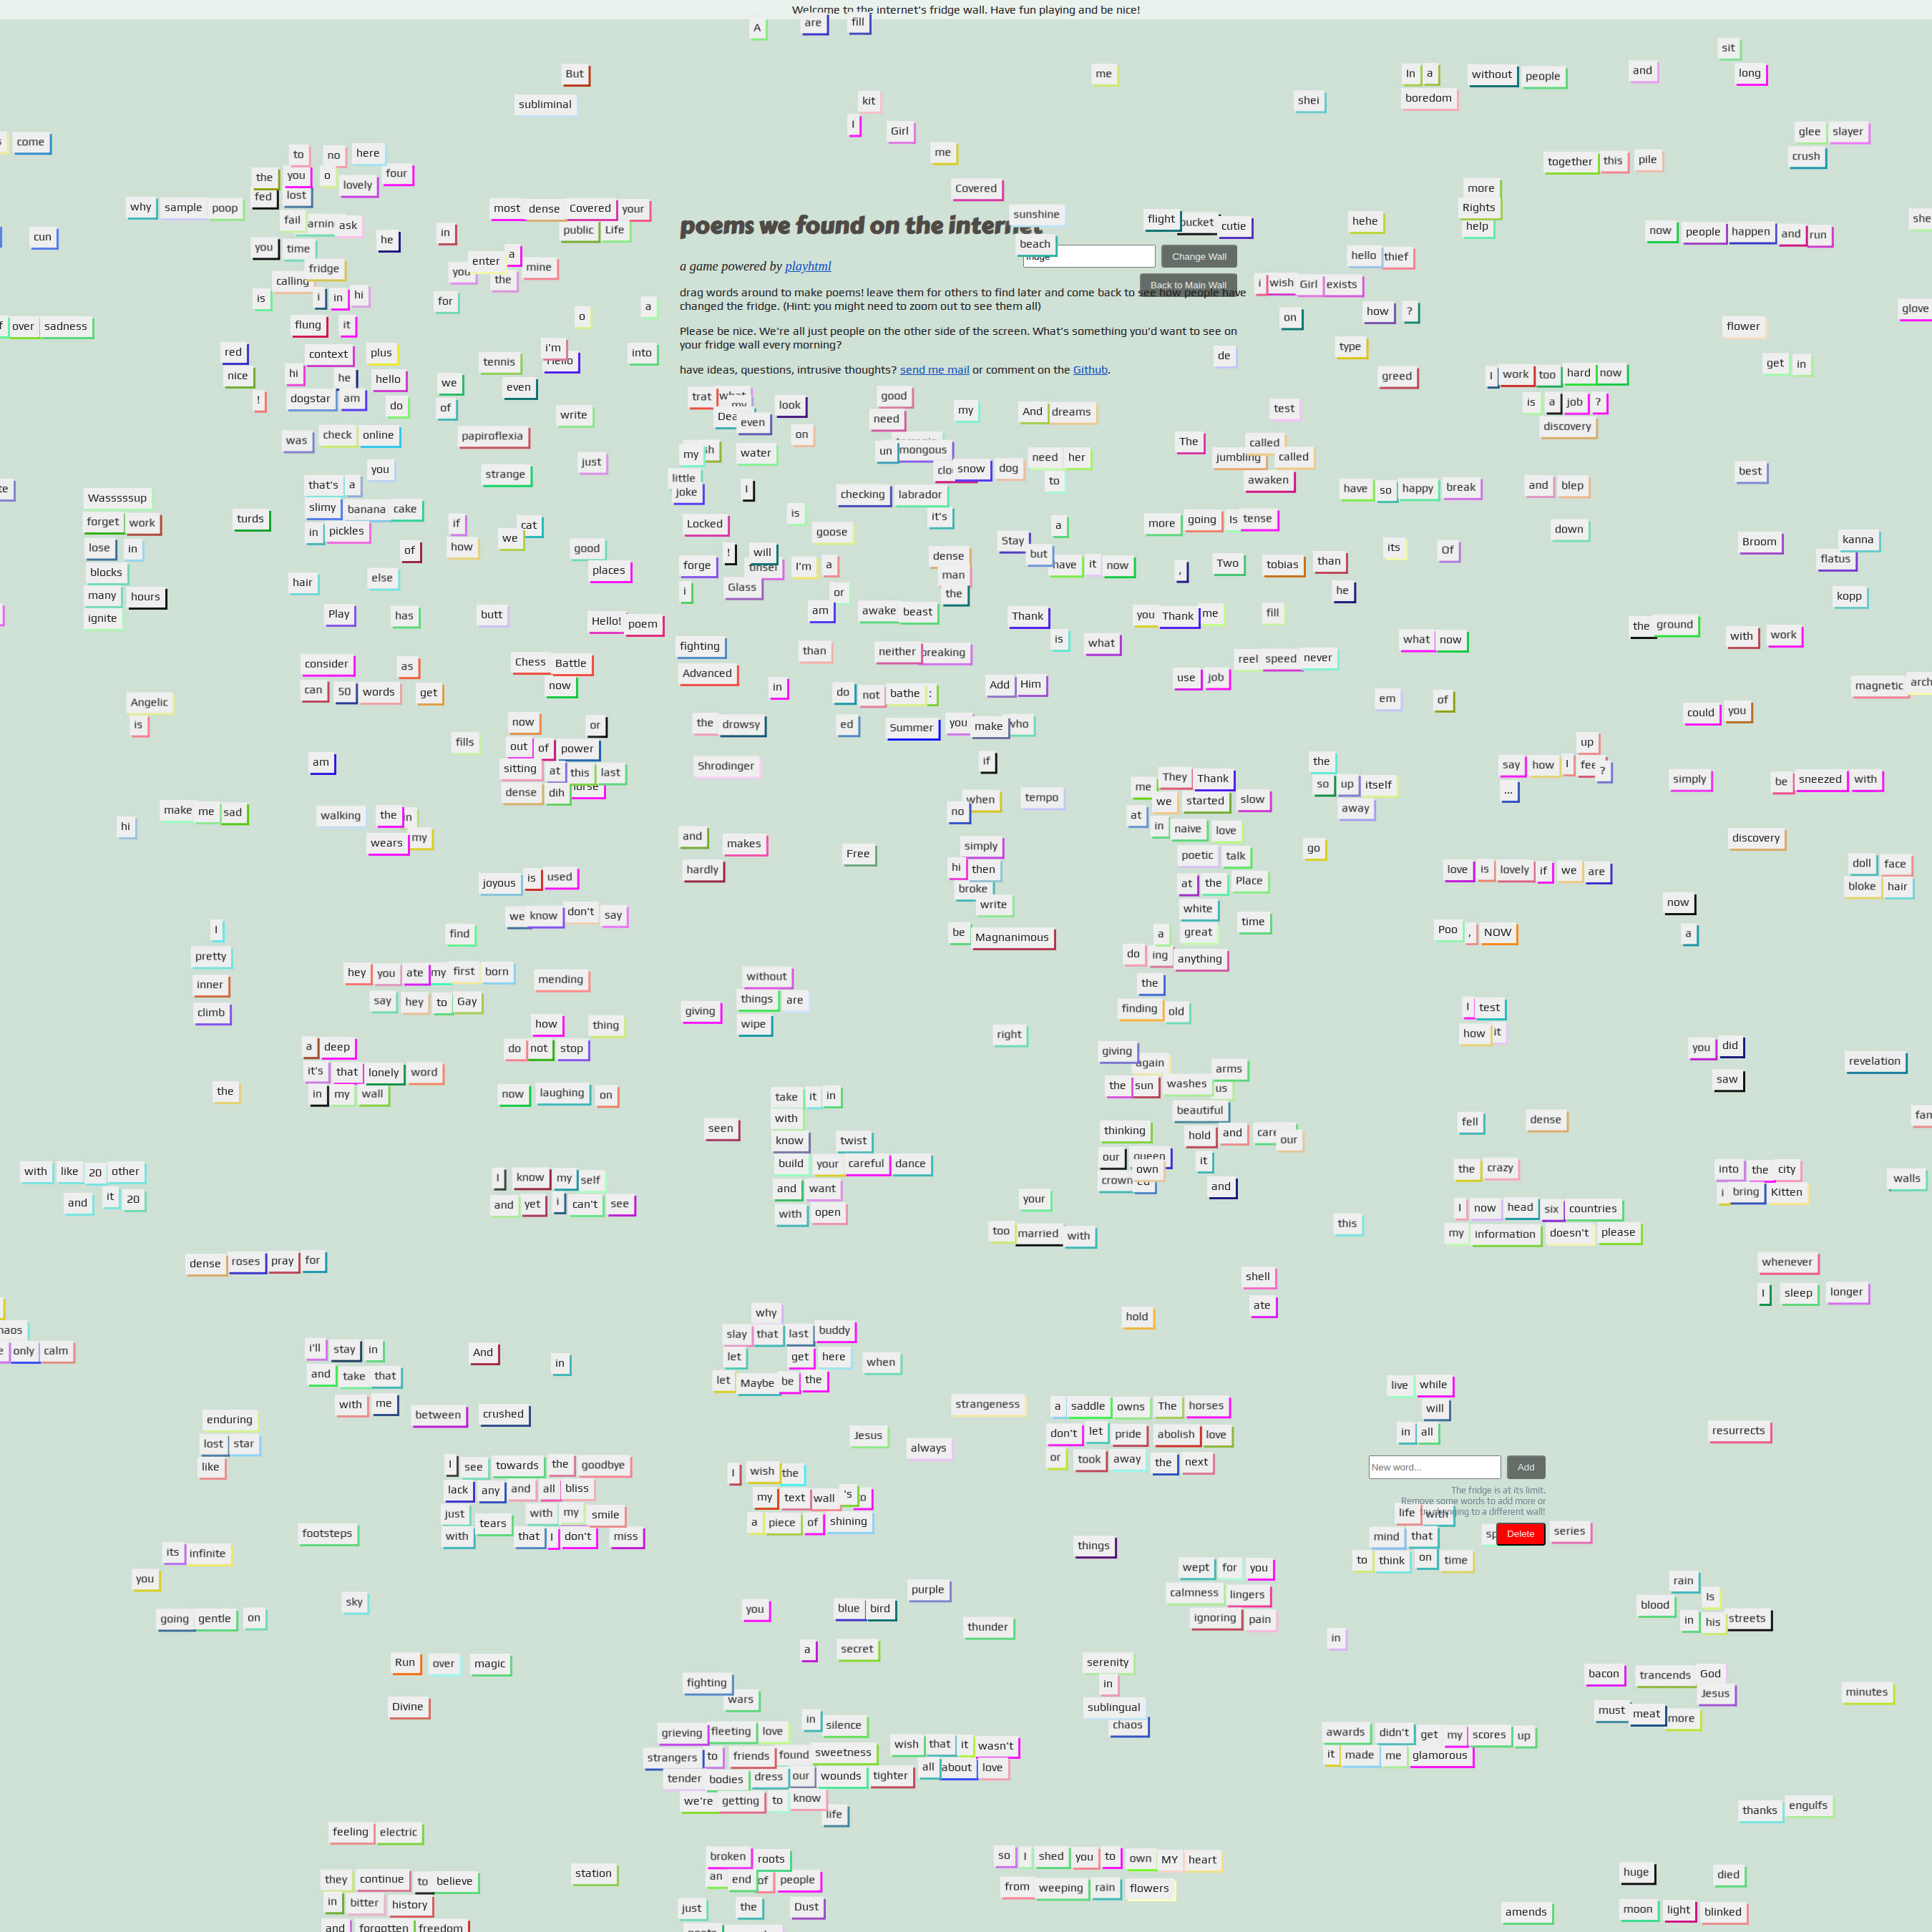 Welcome to the internet's fridge wall. Have fun playing and be nice!
A are fill
sit
But me In a without people and long
subliminal kit shei boredom
I Girl glee slayer
come me crush
to no here together this pile
the you o lovely four
fed lost Covered more
why sample poop most dense Covered your sunshine Rights
fail ask public Life flight cutie hehe help
poems we found on the
cun you time he in beach now people happen and run
enter a hello thief
fridge you the mine
a game powered by playhtml
Change Wall
calling i wish Girl exists
Back to Main Wall
is i in hi for
drag words around to make poems! leave them for others to find later and come back to see how people have
changed the fridge. (Hint: you might need to zoom out to see them all)
o a on how ? glove
over sadness flung it flower
Please be nice. We're all just people on the other side of the screen. What's something you'd want to see on
your fridge wall every morning?
red context plus i'm into de type
nice tennis get in
have ideas, questions, intrusive thoughts? send me mail or comment on the Github.
hi he hello we even greed I work too hard now
! dogstar am do of trat look good is a job ?
write even need my And dreams test
was check online papiroflexia on The called discovery
you strange just my water un mongous need her jumbling called
that's a little snow dog to awaken best
Wasssssup slimy banana cake joke I checking labrador have so happy break and blep
forget work turds in pickles if cat Locked is it's a more going Is tense down
lose in of how we good goose Stay but its Of Broom kanna
blocks hair else places forge ! will I'm a dense have it now , Two tobias than flatus
many hours i Glass or man the he kopp
ignite Play has butt Hello! poem am awake beast Thank you Thank me fill the ground
fighting than neither is what what now with work
consider as Chess Battle reel speed never
can 50 words get now Advanced in do not bathe : Add Him use job magnetic
Angelic em of could you
is now or the drowsy ed Summer you make
fills out of power up
am sitting at this last Shrodinger if the say how I ?
dense dih They Thank so up itself ... simply be sneezed with
hi make me sad walking the when tempo me we started slow away
no at
wears my and makes in naive love discovery
hardly Free simply poetic talk go
joyous is used hi then at the Place love is lovely if we are doll face
broke bloke hair
we know don't say write white now
I find be Magnanimous a great time Poo , NOW a
pretty hey you ate my first born mending without do ing anything
inner say hey to Gay things are the
climb giving wipe finding old I test
how thing right how it
a deep do not stop giving you did revelation
it's that lonely word the sun washes us arms saw
the in my wall now laughing on take it in beautiful
with fell dense
seen know twist thinking hold and our
with like 20 other build your careful dance our it the crazy into the city
and it 20 I know my self and want own i bring Kitten walls
and yet i can't see with open your and I now head six countries
too married with this my information doesn't please
dense roses pray for whenever
shell I sleep longer
why ate
slay that last buddy hold
only calm i'll stay in And in let get here when
and take that let Maybe be the live while
with me between crushed strangeness a saddle owns The horses will
enduring Jesus don't let pride abolish love in all resurrects
lost star always or took away the next
like I see towards the goodbye I wish the
New word... Add
lack any and all bliss my text wall 's
The fridge is at its limit.
Remove some words to add more or
just tears with my smile a piece of shining life with
footsteps with that I don't miss mind that Delete series
its infinite things to think on time
you wept for you
sky purple calmness lingers rain Is
going gentle on you blue bird ignoring pain blood in his streets
thunder in
Run over magic a secret serenity bacon trancends God
fighting in Jesus minutes
Divine wars sublingual must meat more
grieving fleeting love in silence chaos
strangers to friends found sweetness wish that it wasn't awards didn't get my scores up
tender bodies dress our wounds tighter all about love it made me glamorous
we're getting to know life
thanks engulfs
feeling electric
broken roots so I shed you to own MY heart
they continue to believe station an end of people from weeping rain flowers huge died
in bitter history just the Dust amends moon light blinked
and forgotten freedom